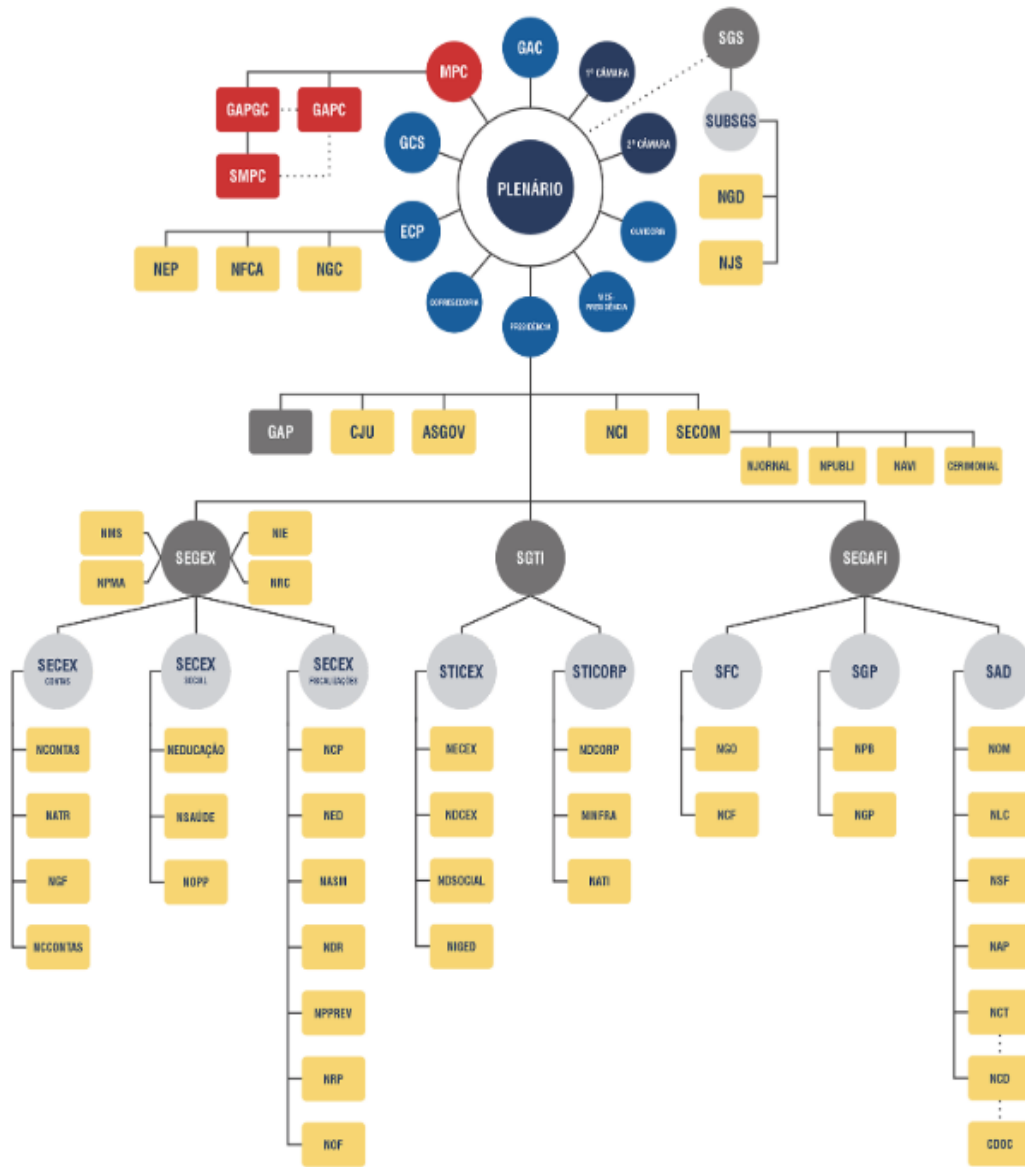 SGS
GAC
MPC
1ª CÂMARA
GAPGC
GAPC
SUBSGS
GCS
2ª CÂMARA
SMPC
PLENÁRIO
NGD
ECP
OUVIDORIA
NEP
NFCA
NGC
NJS
CORREGEDORIA
VICE-
PRESIDÊNCIA
PRESIDÊNCIA
GAP
CJU
ASGOV
NCI
SECOM
NJORNAL
NPUBLI
NAVI
CERIMONIAL
NMS
NIE
SEGEX
SGTI
SEGAFI
NPMA
NRC
SECEX
CONTAS
SECEX
SOCIAL
SECEX
FISCALIZAÇÕES
STICEX
STICORP
SFC
SGP
SAD
NCONTAS
NEDUCAÇÃO
NCP
NECEX
NDCORP
NGO
NPB
NOM
NATR
NSAÚDE
NED
NDCEX
NINFRA
NCF
NGP
NLC
NGF
NOPP
NASM
NDSOCIAL
NATI
NSF
NCCONTAS
NDR
NIGED
NAP
NPPREV
NCT
NRP
NCD
NOF
CDOC